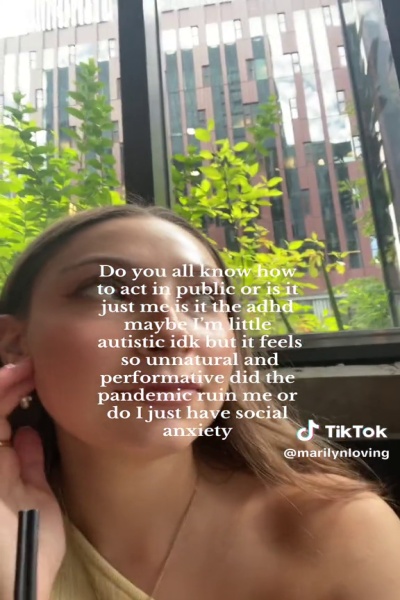 Do you all know how
to act in public or is it
just me is it the adhd
maybe I'm little
autistic idk but it feels
so unnatural and
performative did the
pandemic ruin me or
do I just have social
anxiety
TikTok
@marilynloving